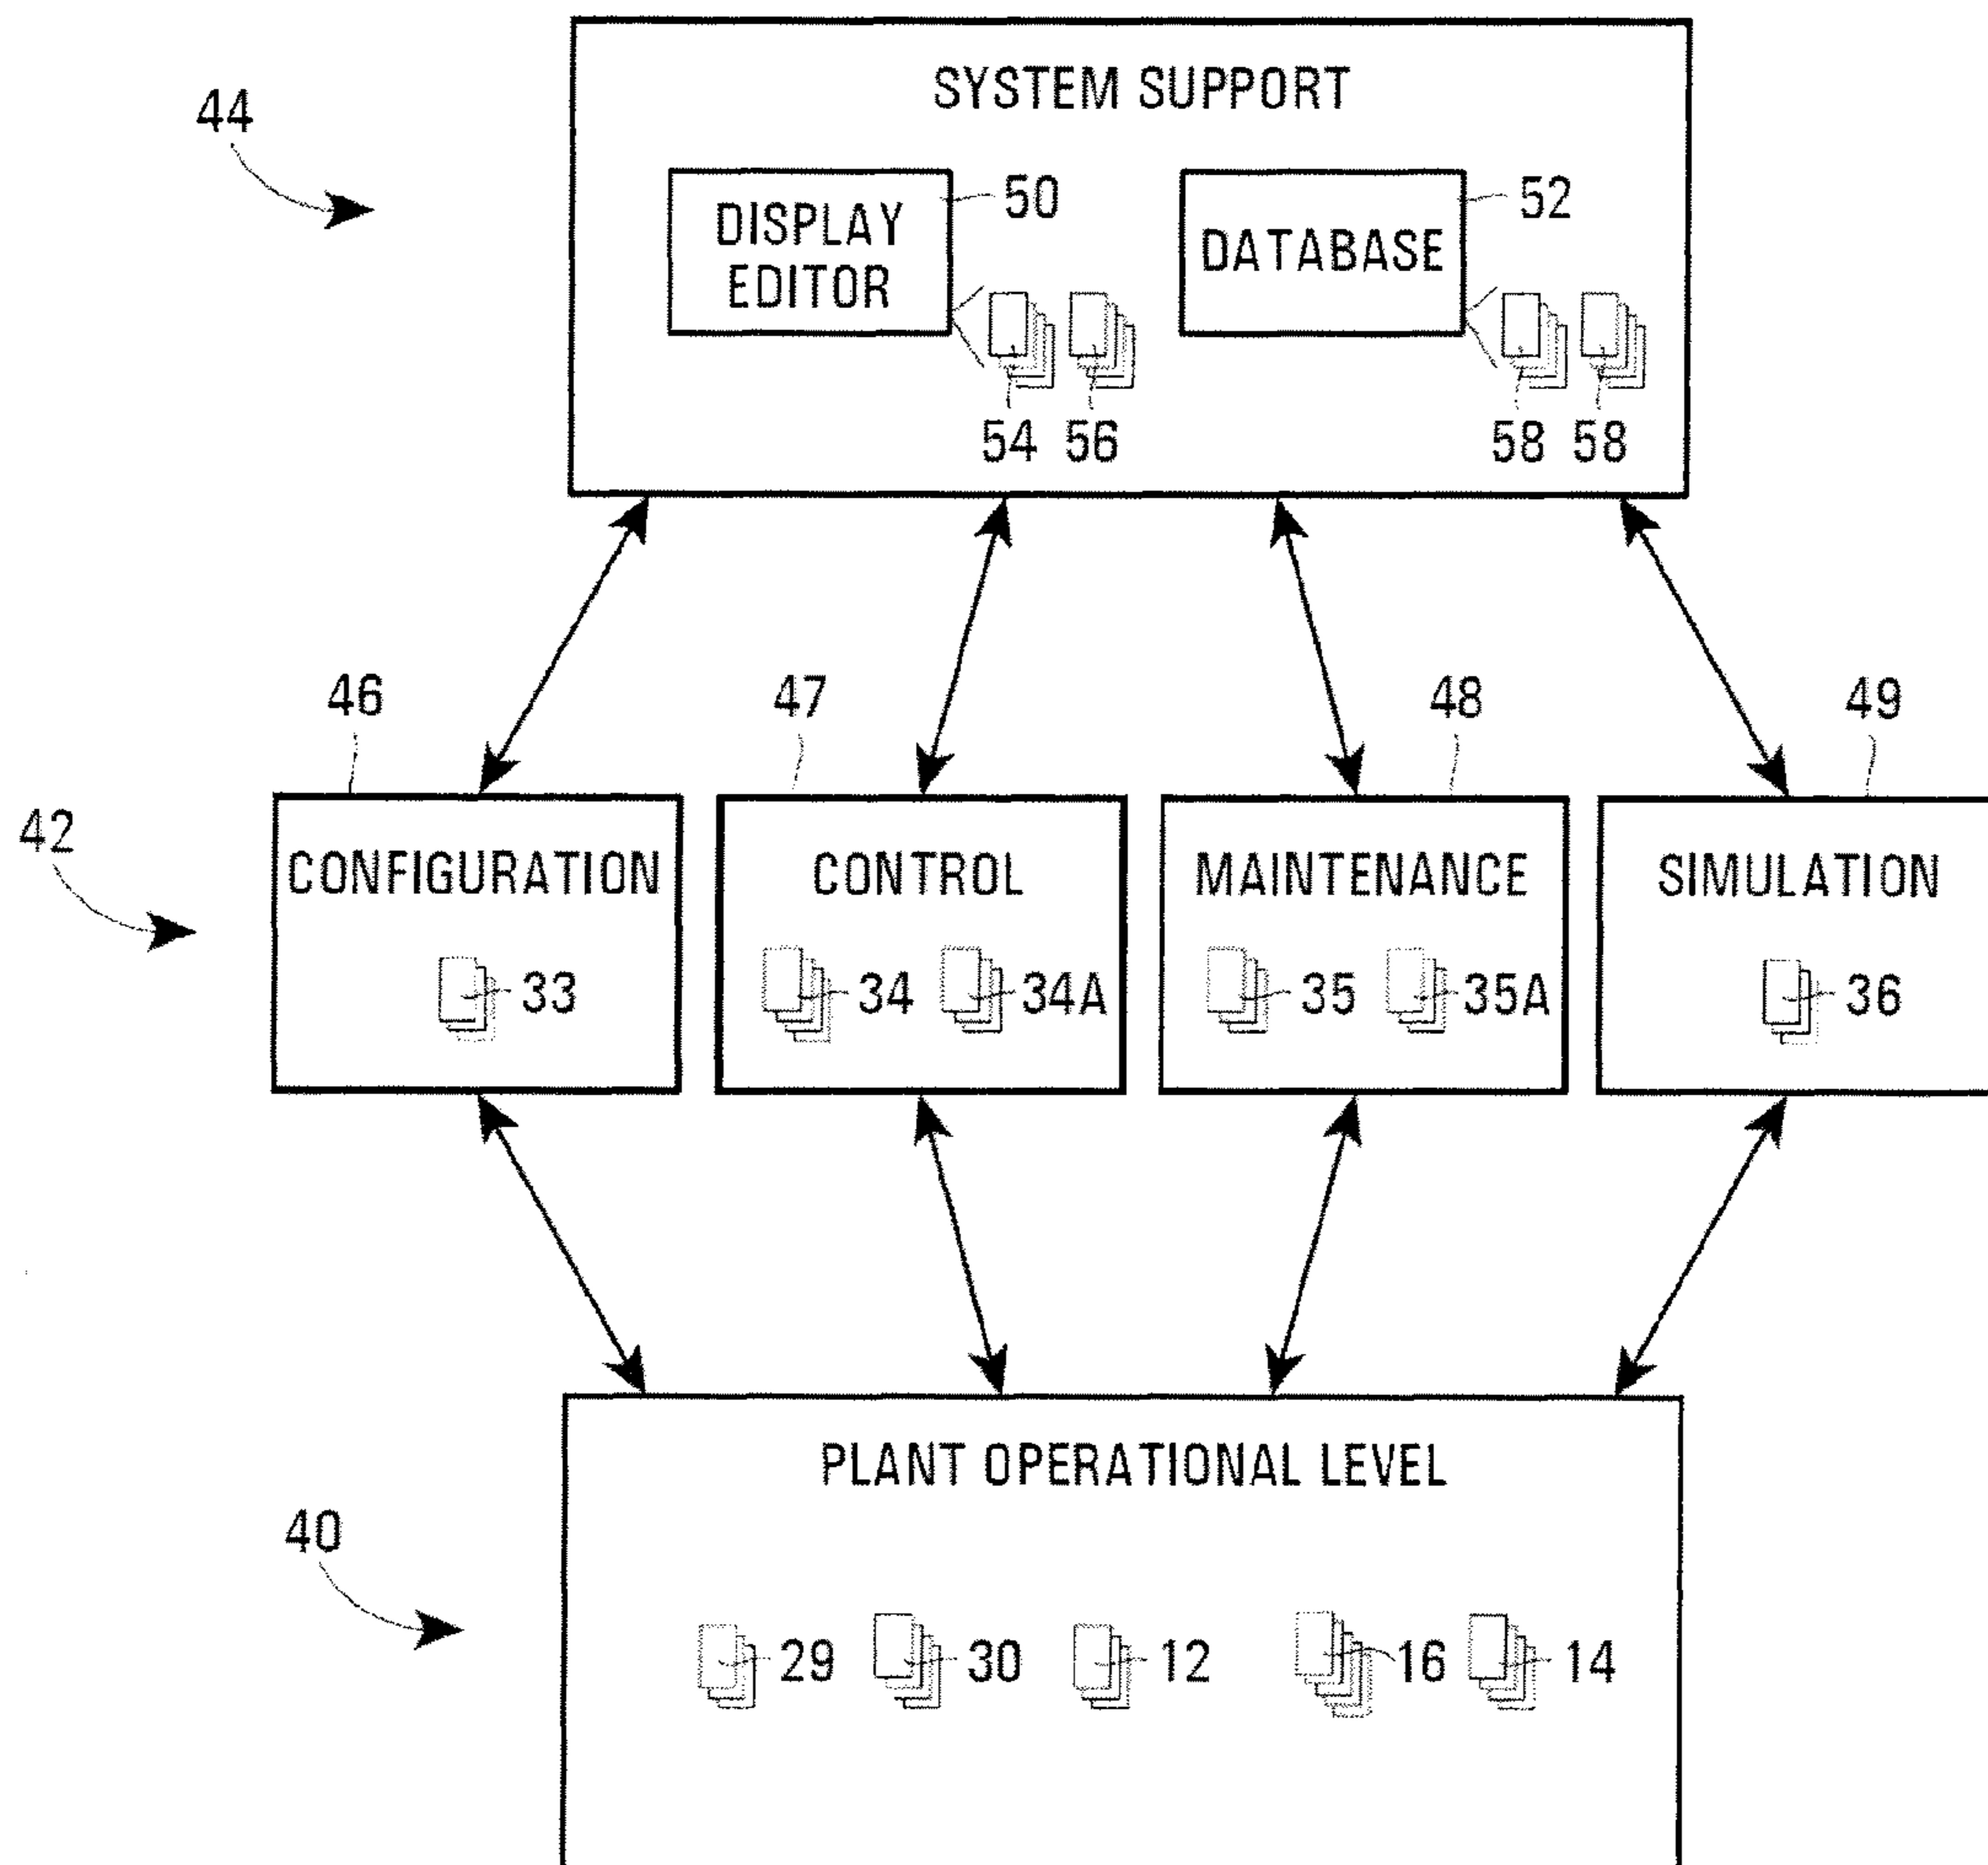 SYSTEM SUPPORT
44
DISPLAY
EDITOR
50
DATABASE
52
54
56
58
58
46
47
48
49
42
CONFIGURATION
33
CONTROL
34
34A
MAINTENANCE
35
35A
SIMULATION
36
PLANT OPERATIONAL LEVEL
40
29
30
12
16
14